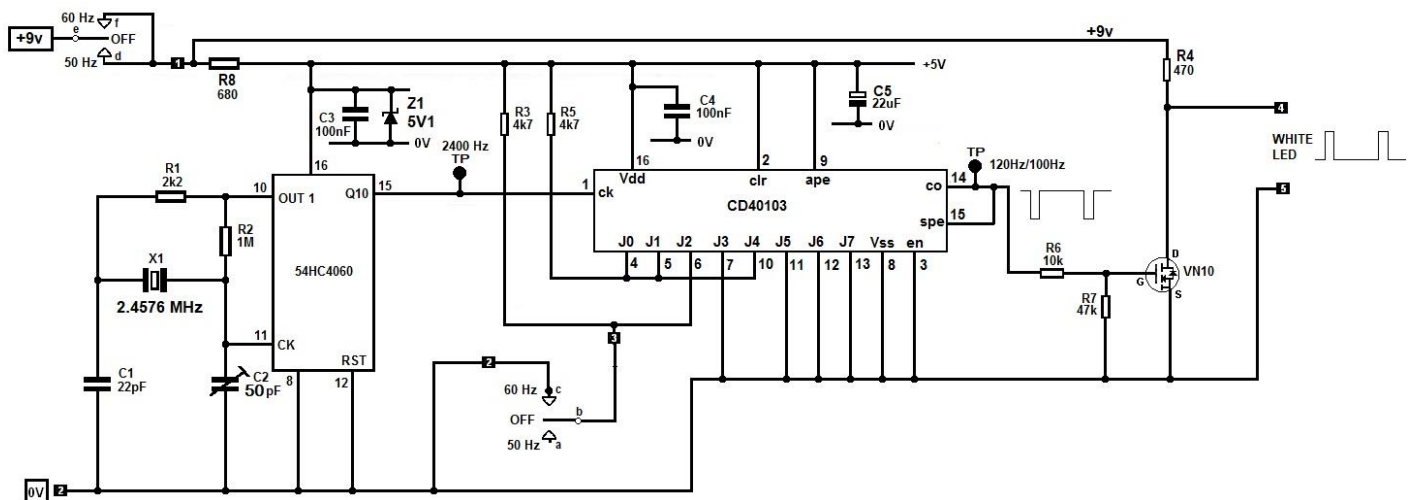 60 Hz f
+9v
e
OFF
50 Hz d
1
R8
680
+9v
R4
470
+5V
C3
100nF
Z1
5V1
0V
R3
4k7
R5
4k7
C4
100nF
0V
C5
22uF
0V
4
WHITE
LED
5
2400 Hz
TP
TP
120Hz/100Hz
R1
2k2
10
OUT 1
16
Q10
15
R2
1M
X1
2.4576 MHz
54HC4060
11
CK
RST
8
12
C1
22pF
C2
50pF
1
ck
16
Vdd
2
clr
9
ape
co
14
CD40103
spe
15
J0
J1
J2
J3
J4
J5
J6
J7
Vss
en
4
5
6
7
10
11
12
13
8
3
R6
10k
R7
47k
D
G
S
VN10
3
2
60 Hz
c
OFF
b
50 Hz
a
0V
2